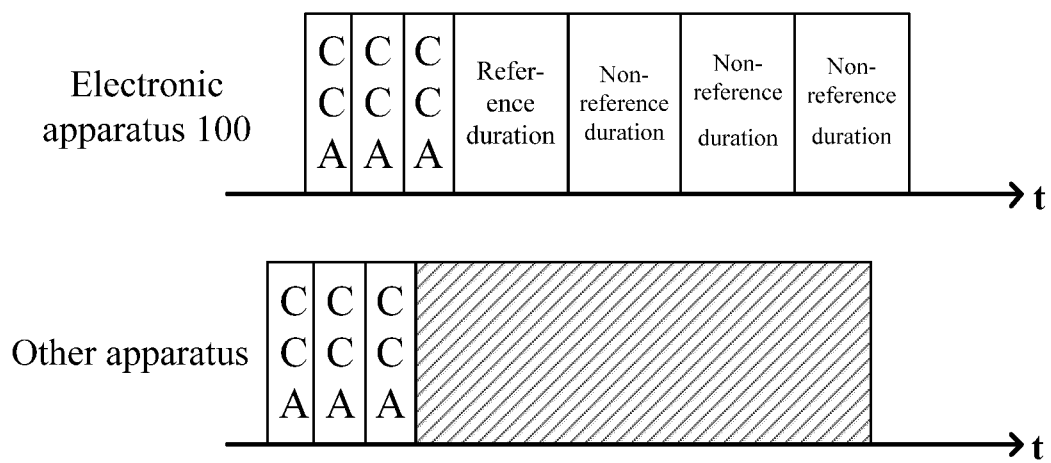 Electronic
apparatus 100
C C C
C C C
A A A
Refer-
ence
duration
Non-
reference
duration
Non-
reference
duration
Non-
reference
duration
t
Other apparatus
C C C
C C C
A A A
t